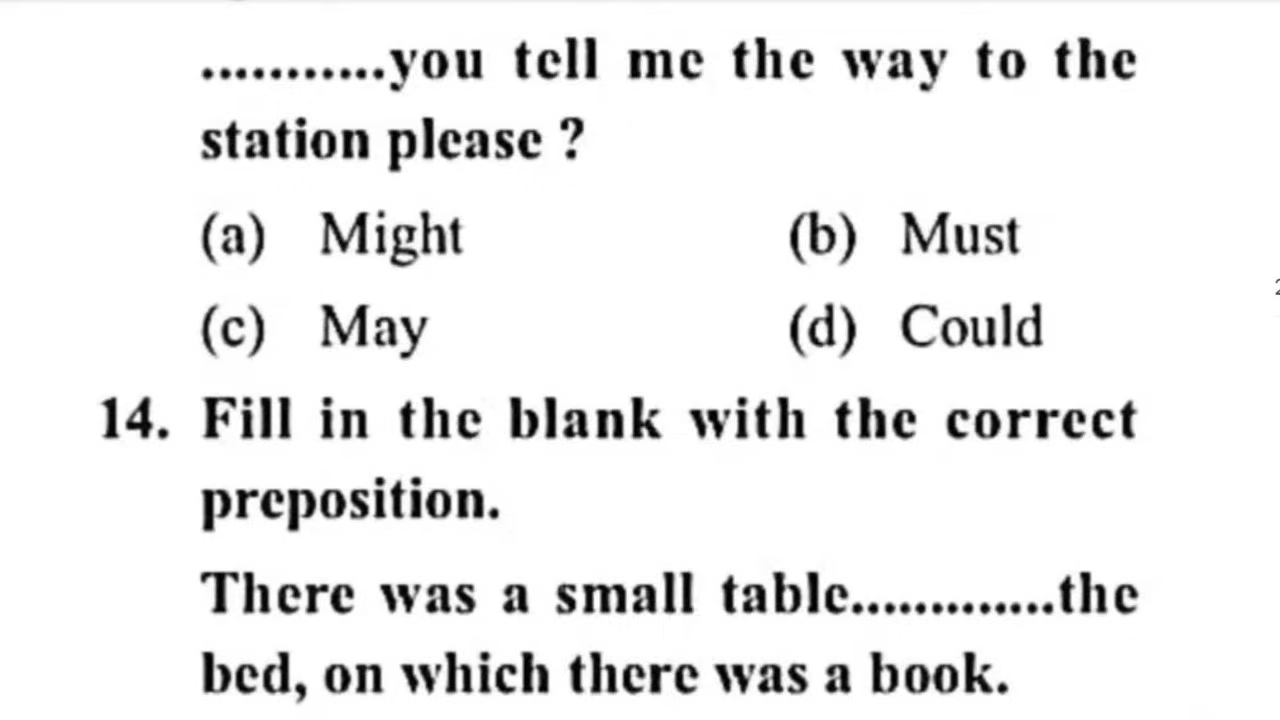 ...........you tell me the way to the
station please ?
(a) Might (b) Must
(c) May (d) Could
14. Fill in the blank with the correct
preposition.
There was a small table.............the
bed, on which there was a book.